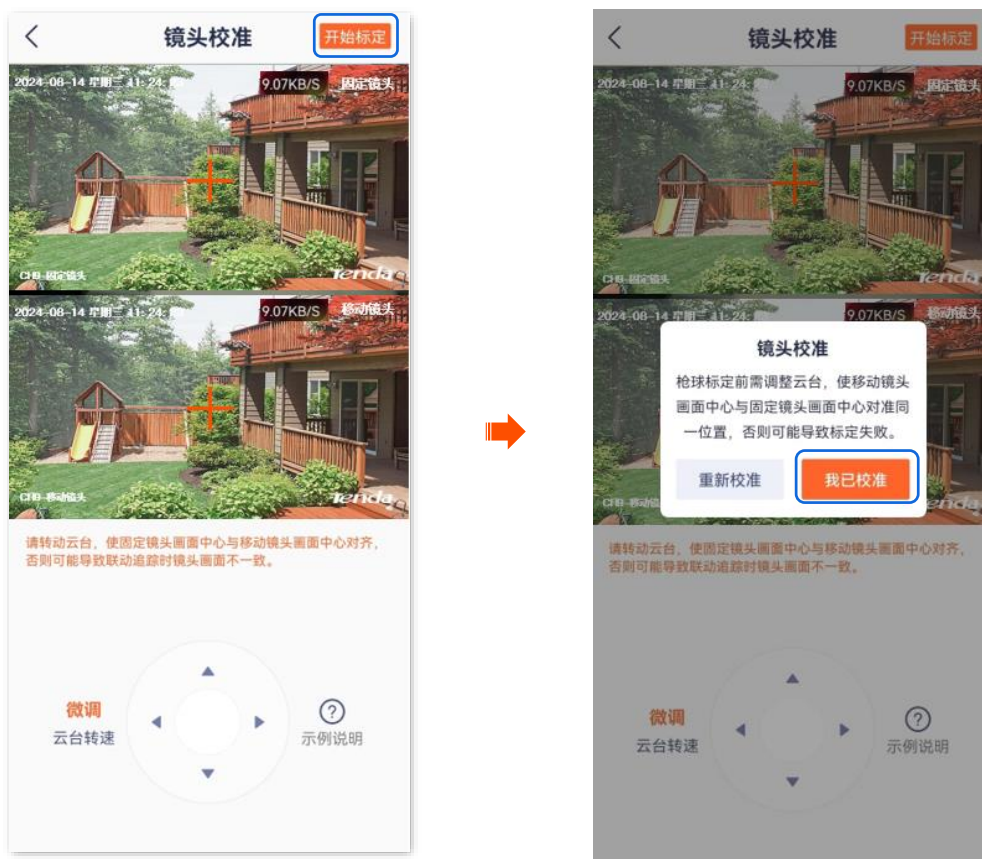 镜头校准
开始标定
2024-08-14 星期三 11:24:
9.07KB/S
固定镜头
固定镜头
Tenda
2024-08-14 星期三 11:24:
9.07KB/S
移动镜头
移动镜头
Tenda
请转动云台，使固定镜头画面中心与移动镜头画面中心对齐，
否则可能导致联动追踪时镜头画面不一致。
微调
云台转速
?
示例说明
镜头校准
开始标定
2024-08-14 星期三 11:24:
9.07KB/S
固定镜头
固定镜头
Tenda
2024-08-14 星期三 11:24:
9.07KB/S
移动镜头
镜头校准
枪球标定前需调整云台，使移动镜头
画面中心与固定镜头画面中心对准同
一位置，否则可能导致标定失败。
重新校准
我已校准
请转动云台，使固定镜头画面中心与移动镜头画面中心对齐，
否则可能导致联动追踪时镜头画面不一致。
微调
云台转速
?
示例说明